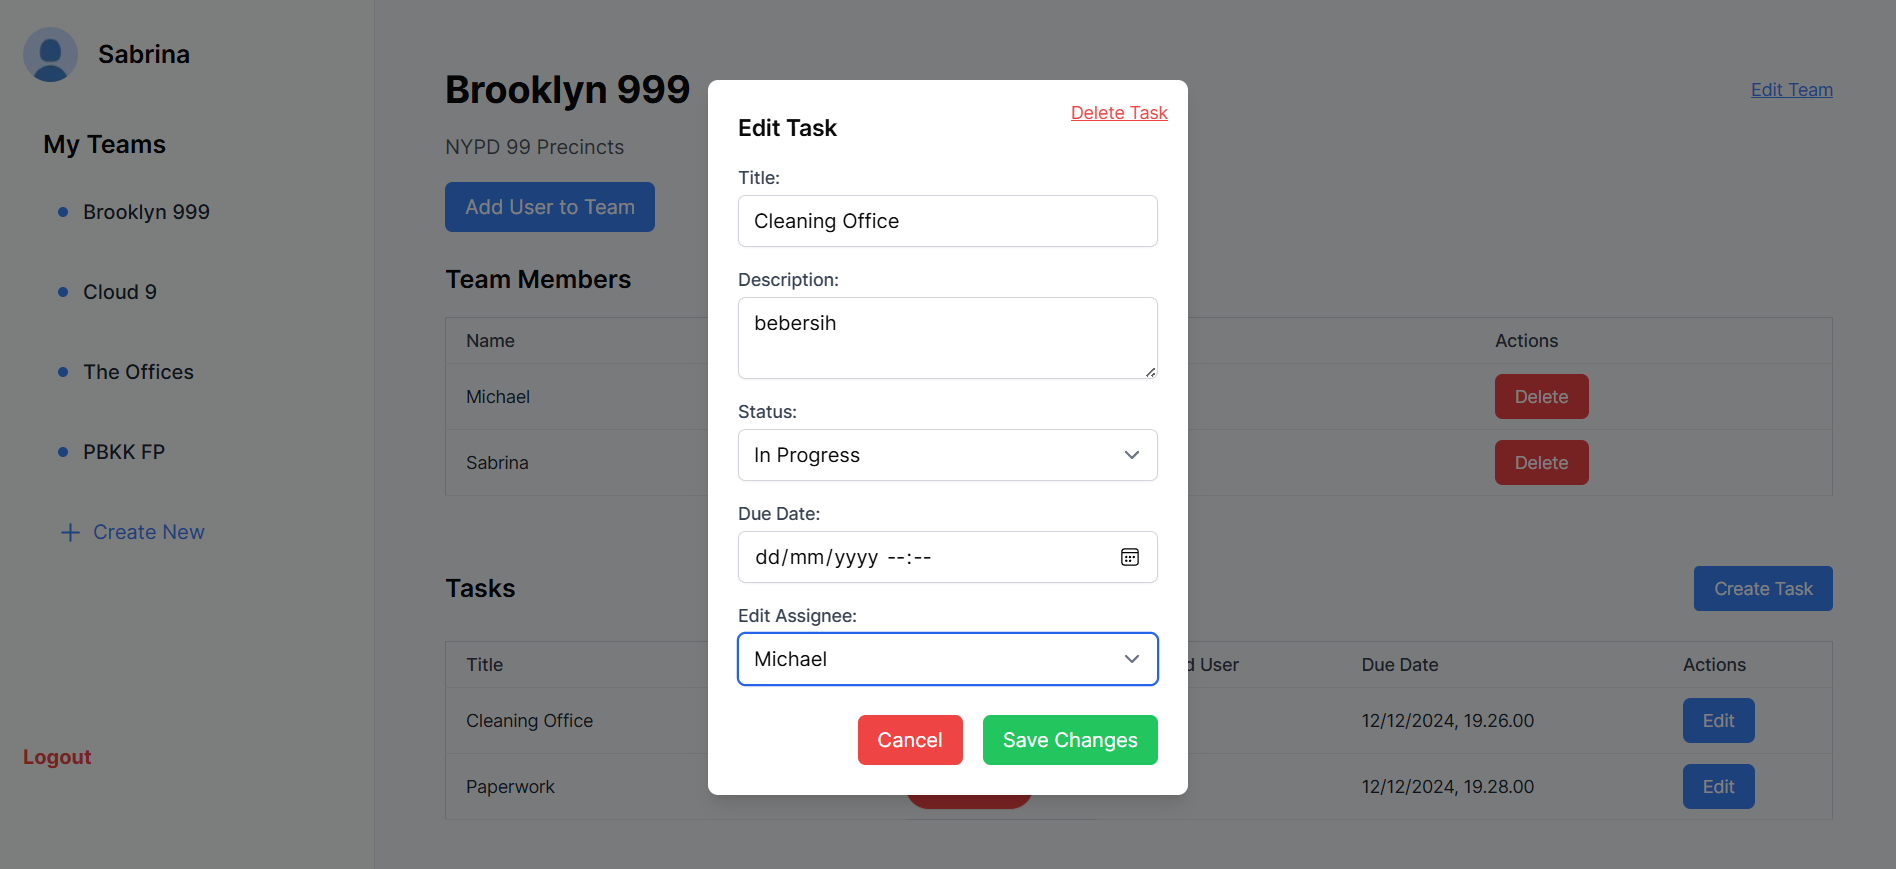 Sabrina
My Teams
Brooklyn 999
Cloud 9
The Offices
PBKK FP
Create New
Logout
Brooklyn 999
Edit Team
NYPD 99 Precincts
Add User to Team
Team Members
Name
Actions
Michael
Delete
Sabrina
Delete
Tasks
Create Task
Title
User
Due Date
Actions
Cleaning Office
12/12/2024, 19.26.00
Edit
Paperwork
12/12/2024, 19.28.00
Edit
Delete Task
Edit Task
Title:
Cleaning Office
Description:
bebersih
Status:
In Progress
Due Date:
dd/mm/yyyy --:--
Edit Assignee:
Michael
Cancel
Save Changes